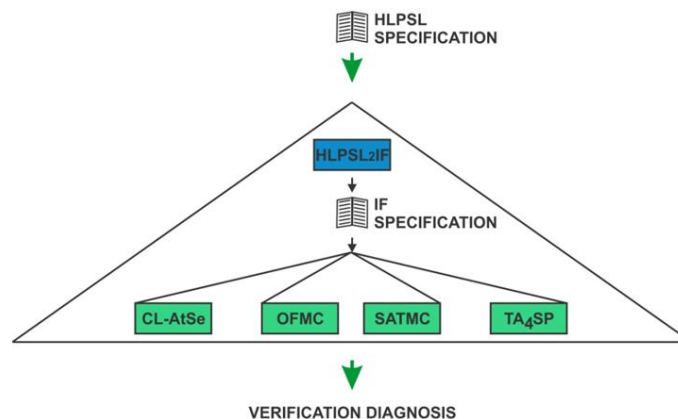 HLPSL
SPECIFICATION
HLPSL2IF
IF
SPECIFICATION
CL-AtSe
OFMC
SATMC
TA4SP
VERIFICATION DIAGNOSIS